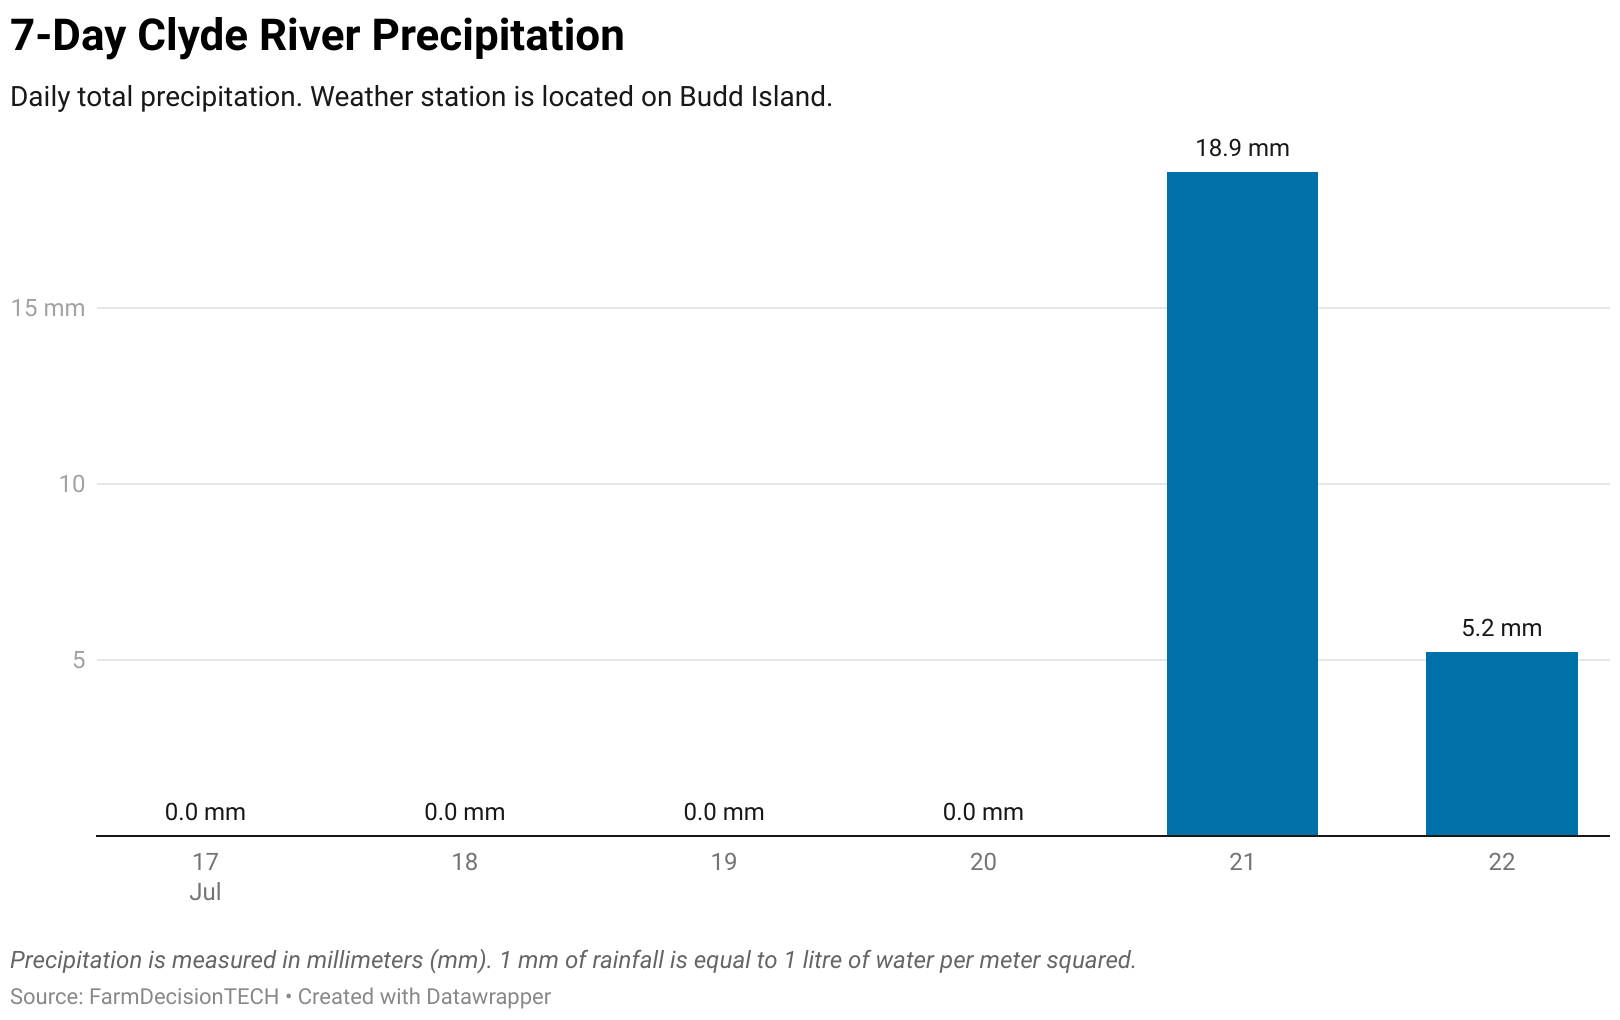 7-Day Clyde River Precipitation
Daily total precipitation. Weather station is located on Budd Island.
18.9 mm
15 mm
10
5.2 mm
5
0.0 mm 0.0 mm 0.0 mm 0.0 mm
17 18 19 20 21 22
Jul
Precipitation is measured in millimeters (mm). 1 mm of rainfall is equal to 1 litre of water per meter squared.
Source: FarmDecisionTECH • Created with Datawrapper